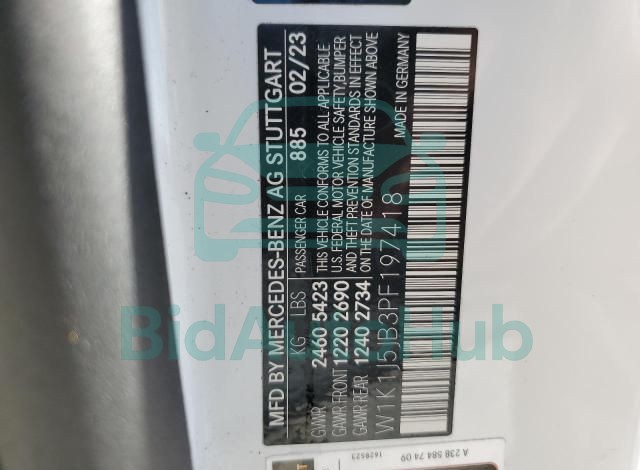 MFD BY MERCEDES-BENZ AG STUTTGART
KG LBS PASSENGER CAR 885 02/23
GVWR 2460 5423
GAWR FRONT 1220 2690
GAWR REAR 1240 2734
THIS VEHICLE CONFORMS TO ALL APPLICABLE
U.S. FEDERAL MOTOR VEHICLE SAFETY,BUMPER
AND THEFT PREVENTION STANDARDS IN EFFECT
ON THE DATE OF MANUFACTURE SHOWN ABOVE
W1K1J5JB3PF197418 MADE IN GERMANY
A 238 584 74 09
1628523
BidAutoHub